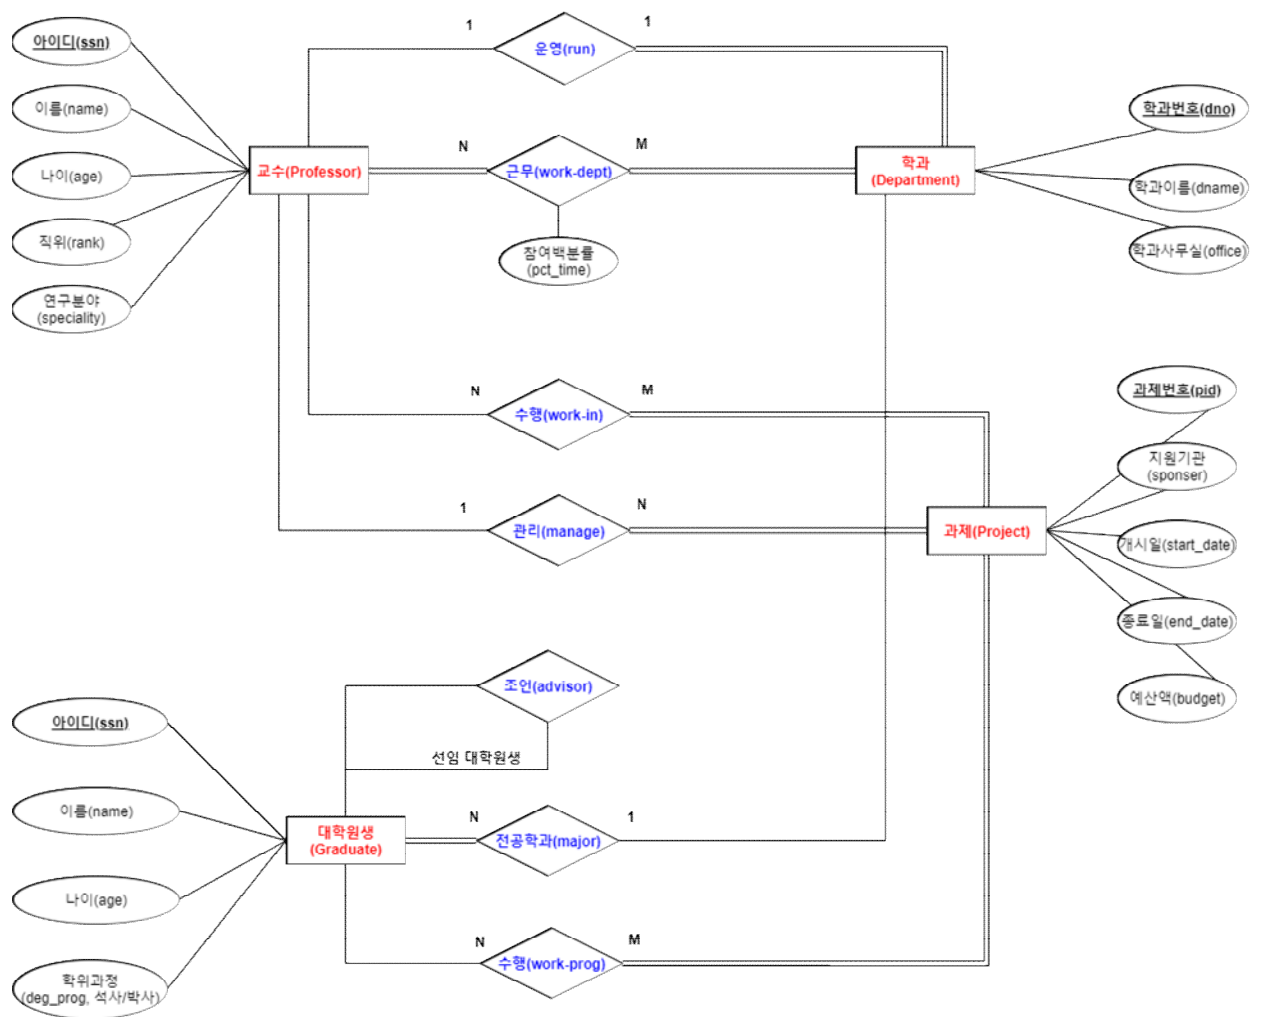 아이디(ssn)
이름(name)
나이(age)
직위(rank)
연구분야
(speciality)
교수(Professor)
1
운영(run)
1
N
근무(work-dept)
M
참여백분률
(pct_time)
학과
(Department)
학과번호(dno)
학과이름(dname)
학과사무실(office)
N
수행(work-in)
M
1
관리(manage)
N
과제(Project)
과제번호(pid)
지원기관
(sponser)
개시일(start_date)
종료일(end_date)
예산액(budget)
조언(advisor)
선임 대학원생
아이디(ssn)
이름(name)
나이(age)
학위과정
(deg_prog, 석사/박사)
대학원생
(Graduate)
N
전공학과(major)
1
N
수행(work-prog)
M